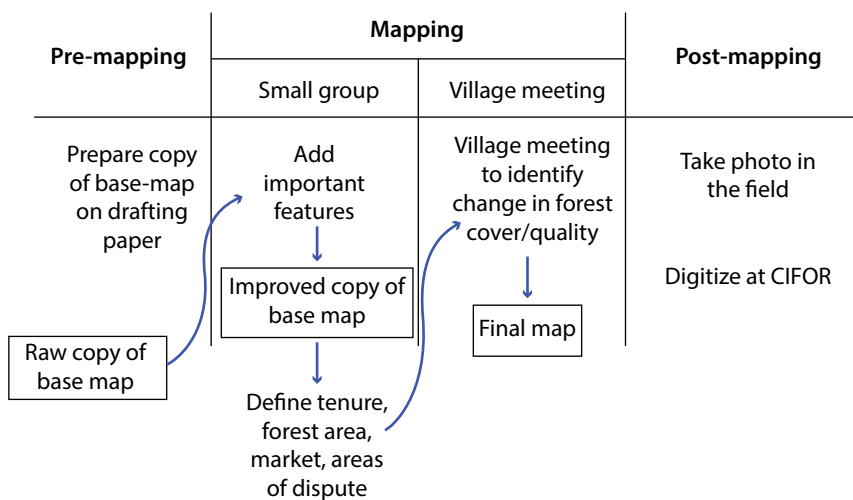 Pre-mapping
Mapping
Post-mapping
Small group
Village meeting
Prepare copy
of base-map
on drafting
paper
Raw copy of
base map
Add
important
features
Improved copy of
base map
Define tenure,
forest area,
market, areas
of dispute
Village meeting
to identify
change in forest
cover/quality
Final map
Take photo in
the field
Digitize at CIFOR